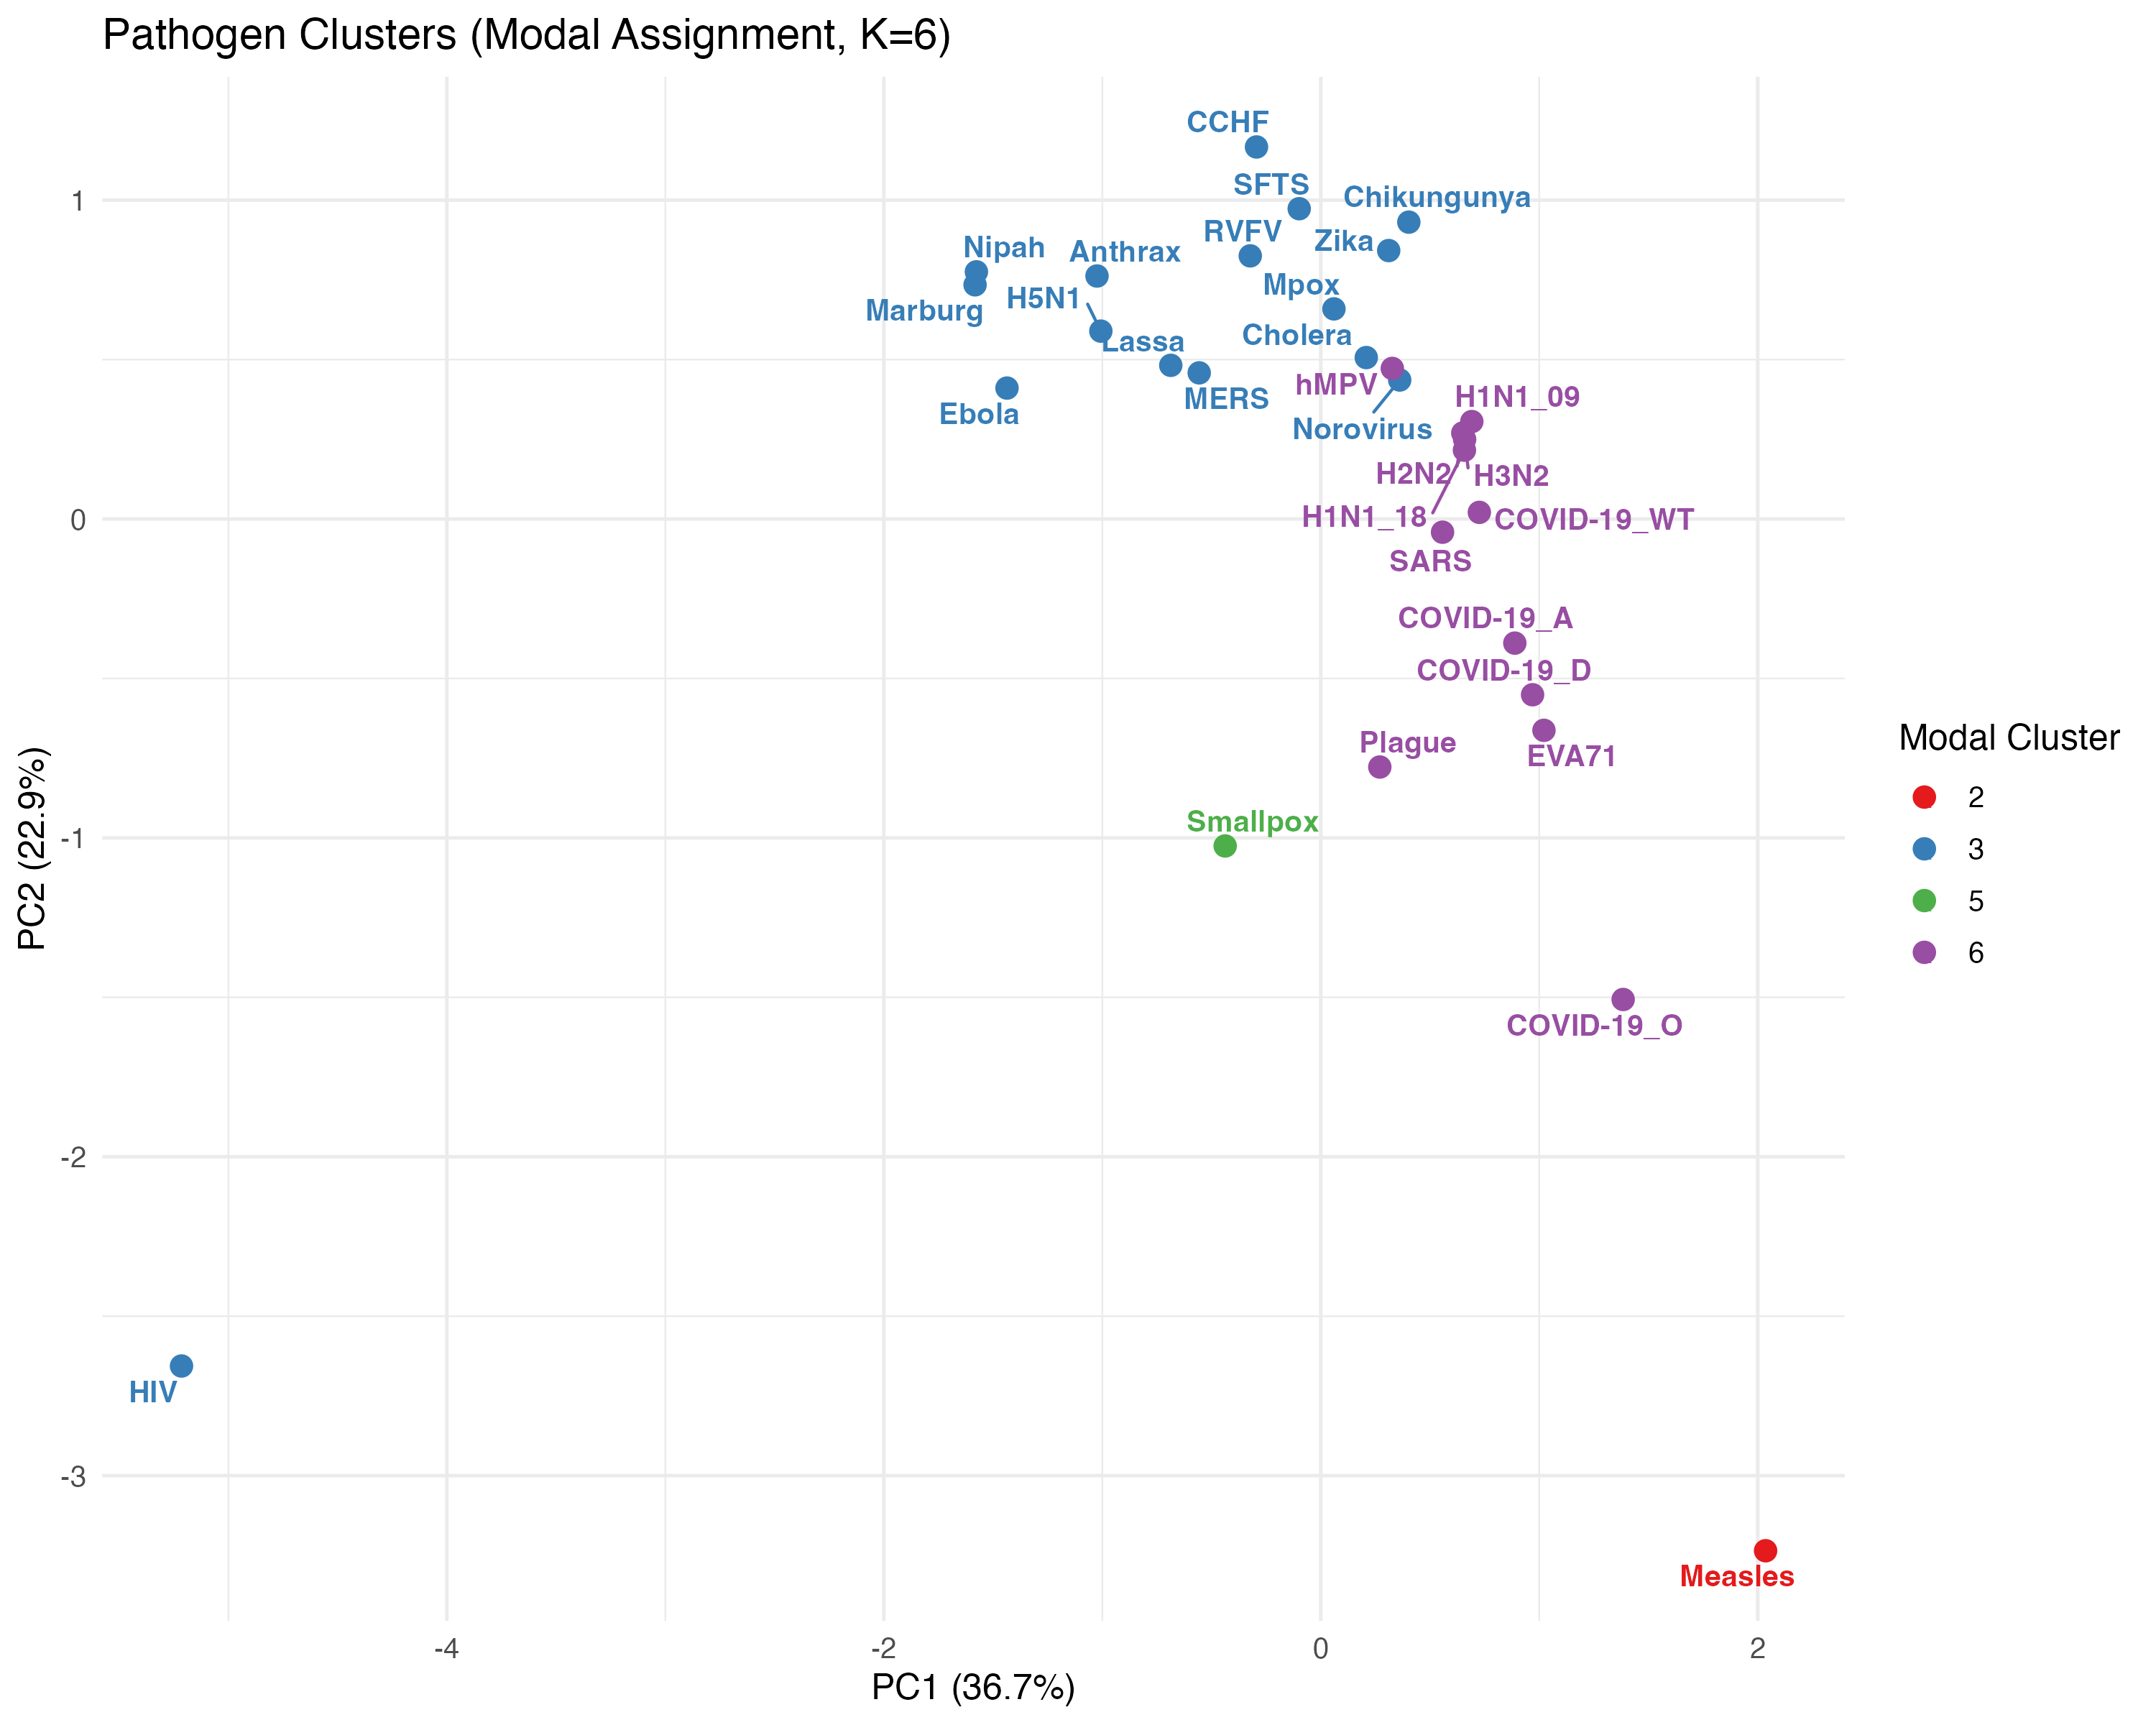 Pathogen Clusters (Modal Assignment, K=6)
CCHF
SFTS
Chikungunya
RVFV
Zika
Nipah
Anthrax
Mpox
H5N1
Marburg
Cholera
Lassa
hMPV
MERS
H1N1_09
Ebola
Norovirus
H2N2
H3N2
H1N1_18
COVID-19_WT
SARS
COVID-19_A
COVID-19_D
Plague
EVA71
Smallpox
COVID-19_O
HIV
Measles
1
0
-1
-2
-3
PC2 (22.9%)
-4
-2
0
2
PC1 (36.7%)
Modal Cluster
2
3
5
6